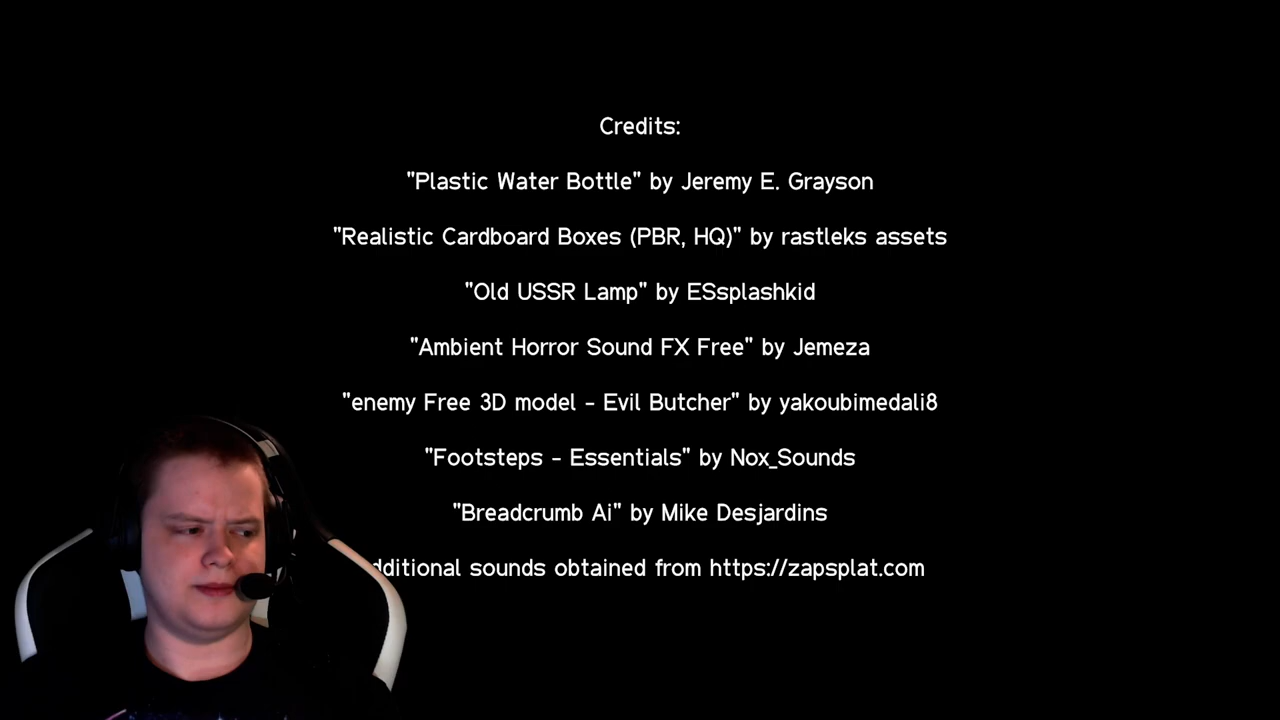 Credits:
"Plastic Water Bottle" by Jeremy E. Grayson
"Realistic Cardboard Boxes (PBR, HQ)" by rastleks assets
"Old USSR Lamp" by ESsplashkid
"Ambient Horror Sound FX Free" by Jemeza
"enemy Free 3D model - Evil Butcher" by yakoubimedali8
"Footsteps - Essentials" by Nox_Sounds
"Breadcrumb Ai" by Mike Desjardins
dditional sounds obtained from https://zapsplat.com